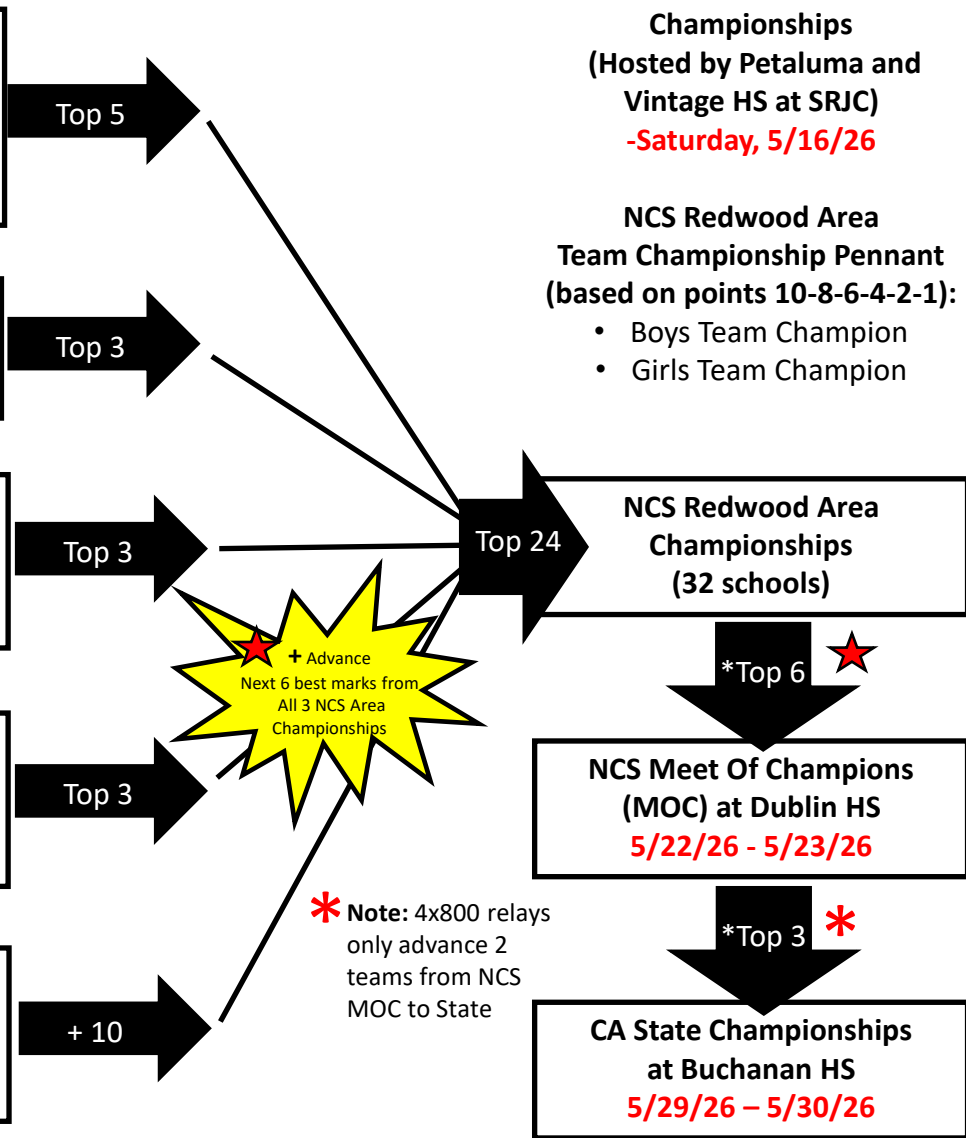 Championships
(Hosted by Petaluma and
Vintage HS at SRJC)
-Saturday, 5/16/26
NCS Redwood Area
Team Championship Pennant
(based on points 10-8-6-4-2-1):
• Boys Team Champion
• Girls Team Champion
Top 5
Top 3
Top 3
Top 3
+ 10
+ Advance
Next 6 best marks from
All 3 NCS Area
Championships
Top 24
NCS Redwood Area
Championships
(32 schools)
*Top 6
NCS Meet Of Champions
(MOC) at Dublin HS
5/22/26 - 5/23/26
* Note: 4x800 relays
only advance 2
teams from NCS
MOC to State
*Top 3 *
CA State Championships
at Buchanan HS
5/29/26 – 5/30/26